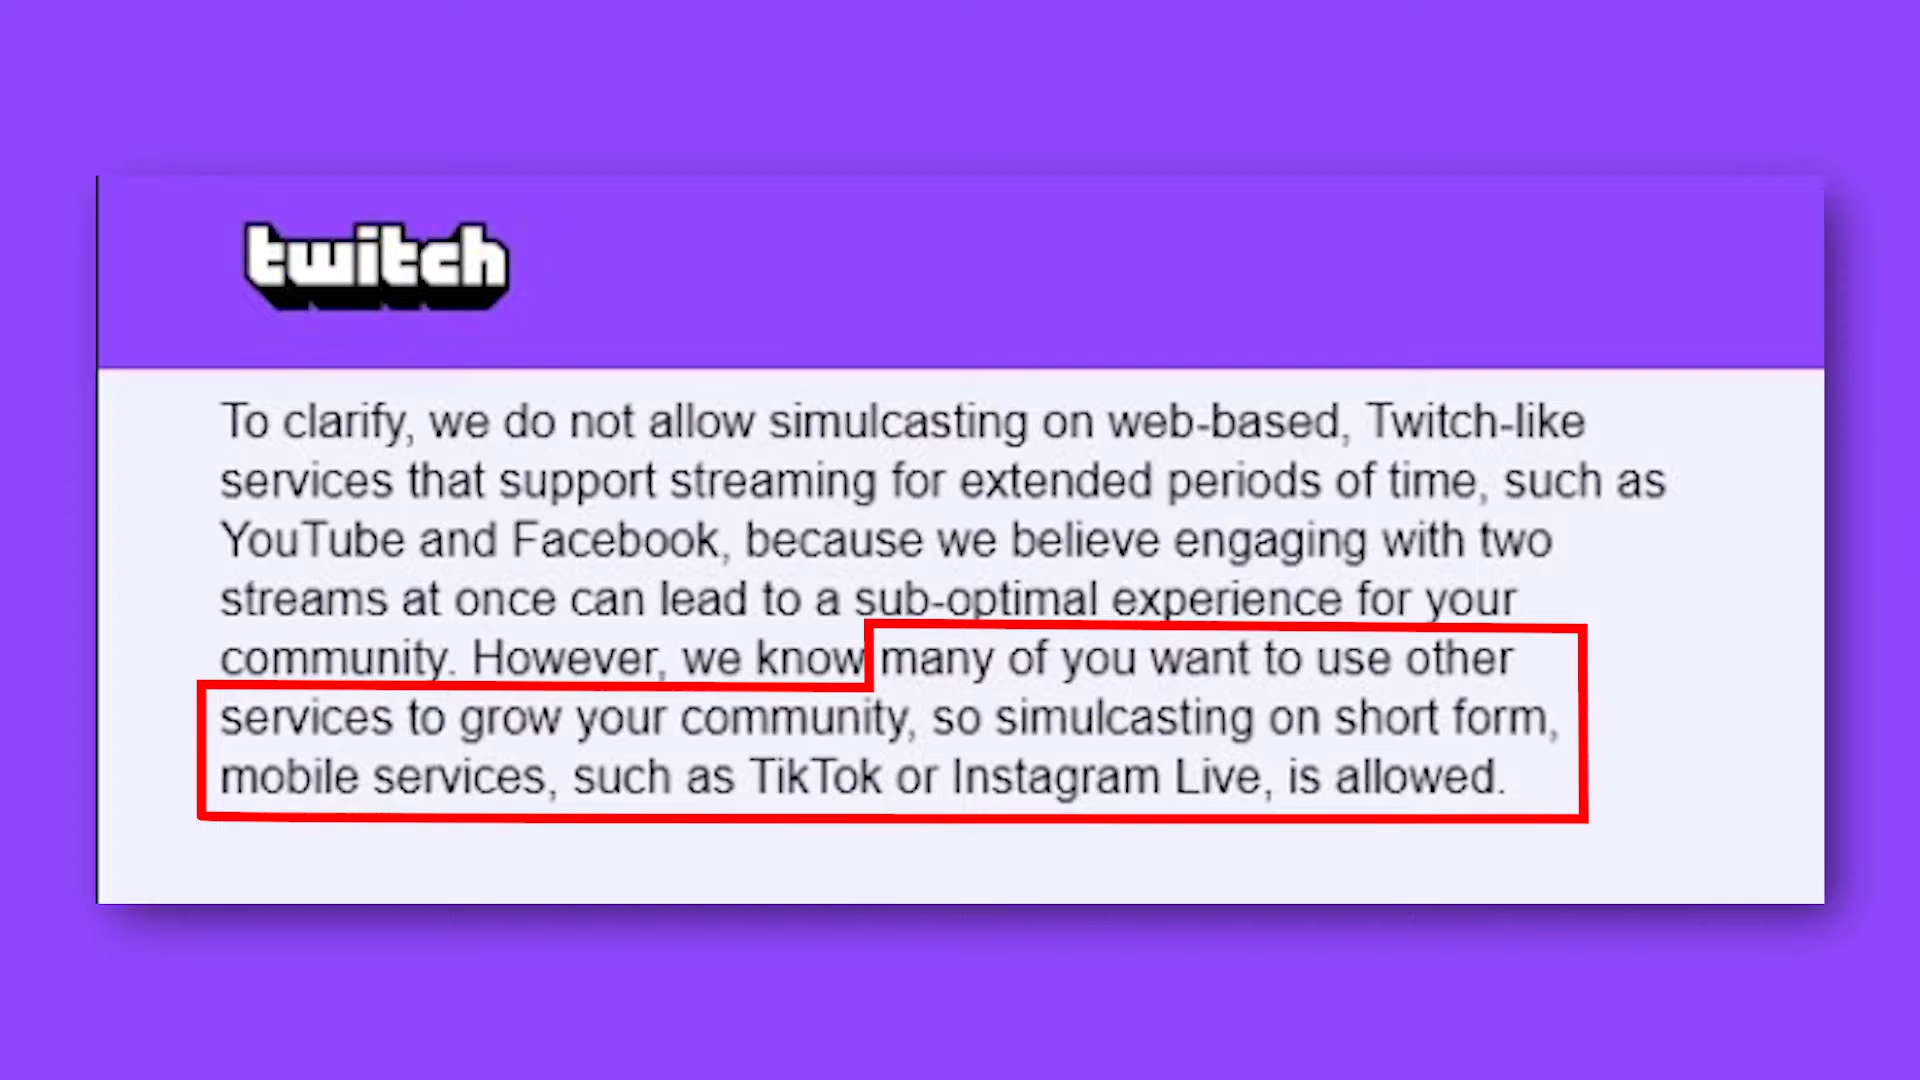 twitch
To clarify, we do not allow simulcasting on web-based, Twitch-like
services that support streaming for extended periods of time, such as
YouTube and Facebook, because we believe engaging with two
streams at once can lead to a sub-optimal experience for your
community. However, we know many of you want to use other
services to grow your community, so simulcasting on short form,
mobile services, such as TikTok or Instagram Live, is allowed.